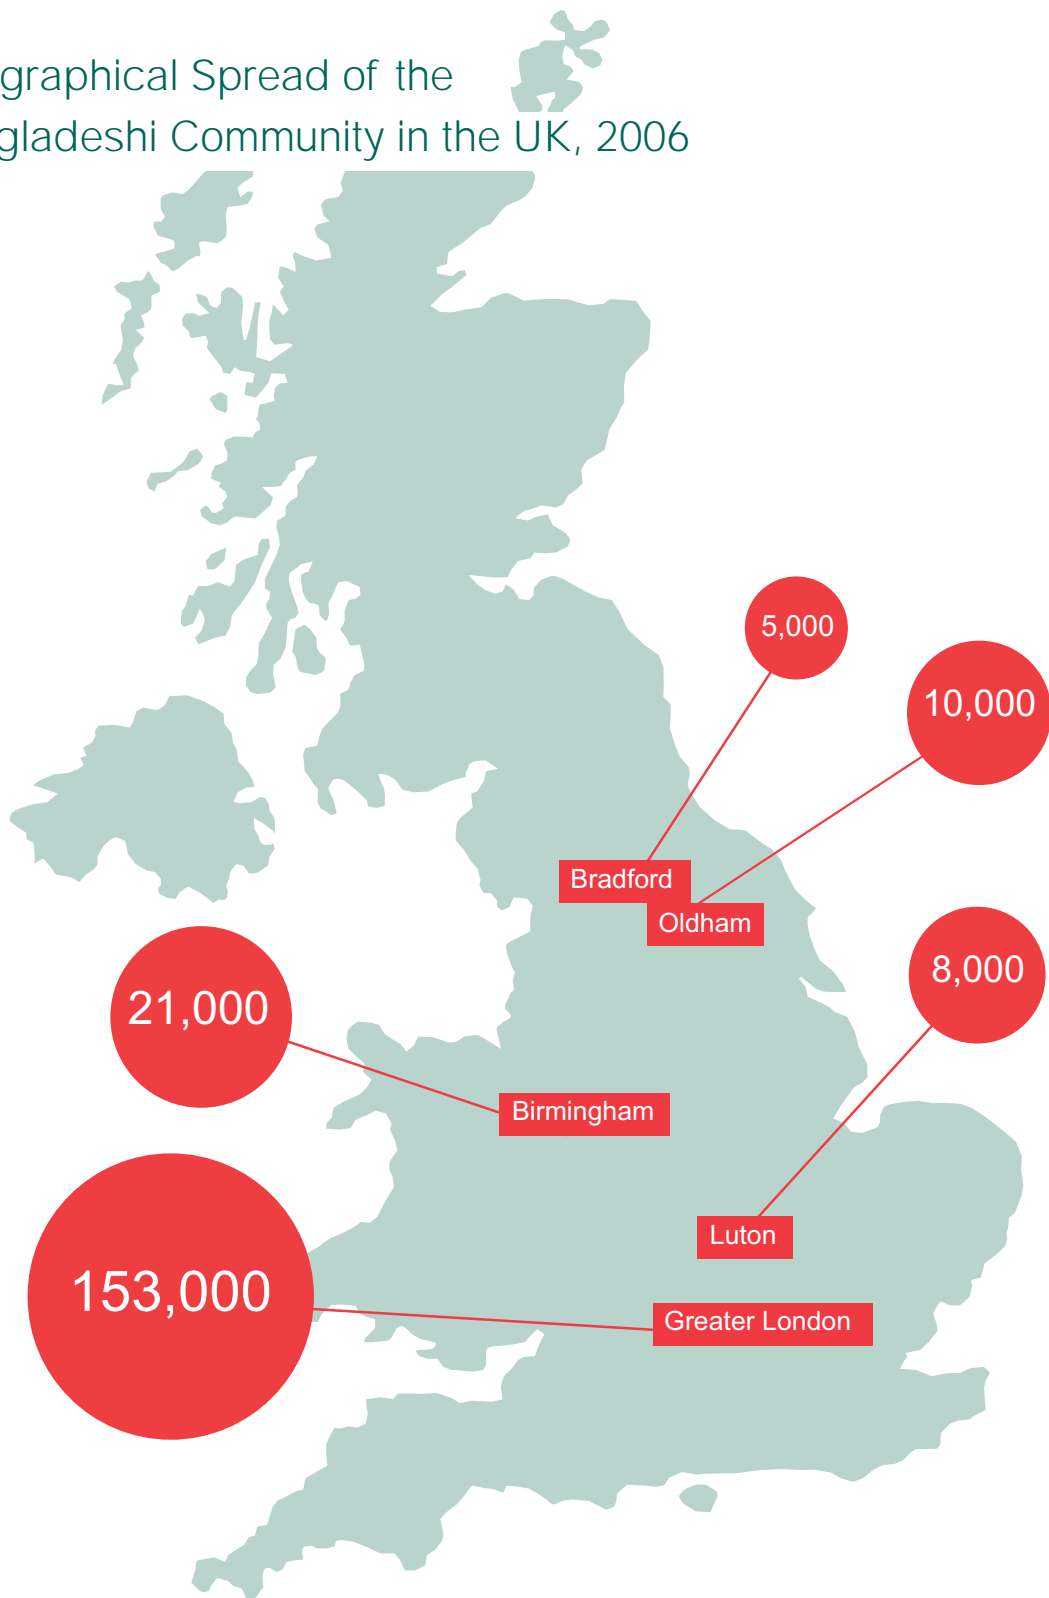 graphical Spread of the
gladeshi Community in the UK, 2006
5,000
10,000
Bradford
Oldham
8,000
21,000
Birmingham
Luton
153,000
Greater London